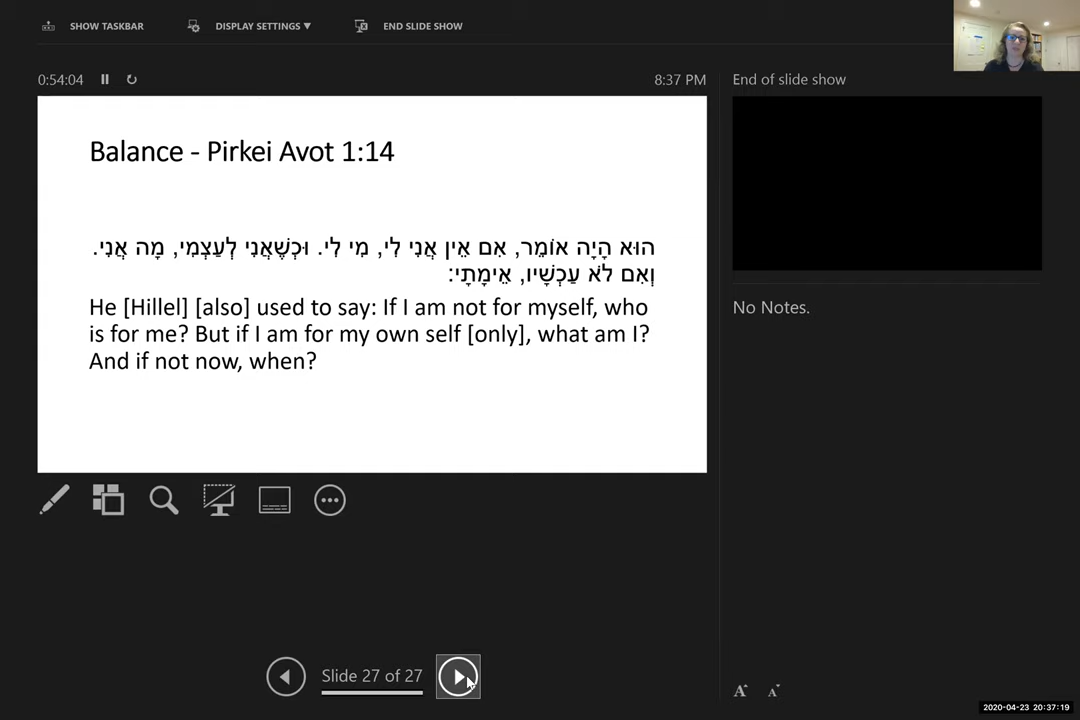 SHOW TASKBAR DISPLAY SETTINGS ▼ END SLIDE SHOW
0:54:04 8:37 PM
End of slide show
Balance - Pirkei Avot 1:14
הוּא הָיָה אוֹמֵר, אִם אֵין אֲנִי לִי, מִי לִי. וּכְשֶׁאֲנִי לְעַצְמִי, מָה אֲנִי.
וְאִם לֹא עַכְשָׁיו, אֵימָתָי:
He [Hillel] [also] used to say: If I am not for myself, who
is for me? But if I am for my own self [only], what am I?
And if not now, when?
No Notes.
Slide 27 of 27
A A
2020-04-23 20:37:19